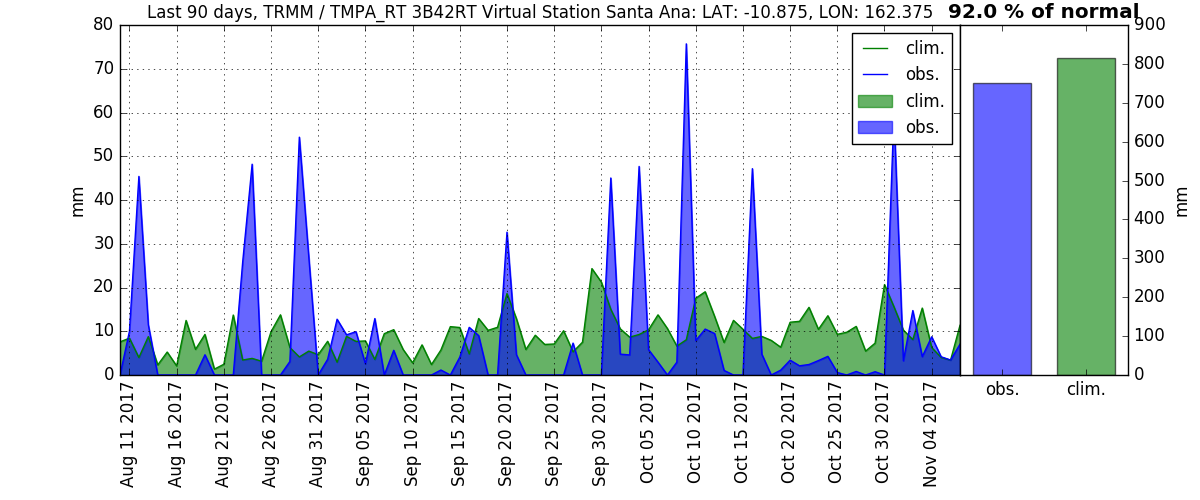 Last 90 days, TRMM / TMPA_RT 3B42RT Virtual Station Santa Ana: LAT: -10.875, LON: 162.375 92.0 % of normal
80
70
60
50
40
30
20
10
0
mm
clim.
obs.
clim.
obs.
Aug 11 2017
Aug 16 2017
Aug 21 2017
Aug 26 2017
Aug 31 2017
Sep 05 2017
Sep 10 2017
Sep 15 2017
Sep 20 2017
Sep 25 2017
Sep 30 2017
Oct 05 2017
Oct 10 2017
Oct 15 2017
Oct 20 2017
Oct 25 2017
Oct 30 2017
Nov 04 2017
900
800
700
600
500
400
300
200
100
0
mm
obs.
clim.